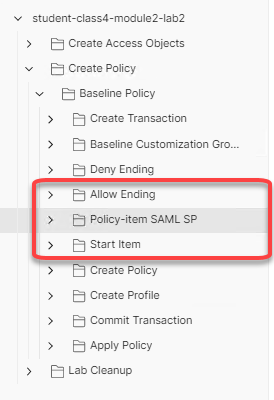 student-class4-module2-lab2
Create Access Objects
Create Policy
Baseline Policy
Create Transaction
Baseline Customization Gro...
Deny Ending
Allow Ending
Policy-item SAML SP
Start Item
Create Policy
Create Profile
Commit Transaction
Apply Policy
Lab Cleanup